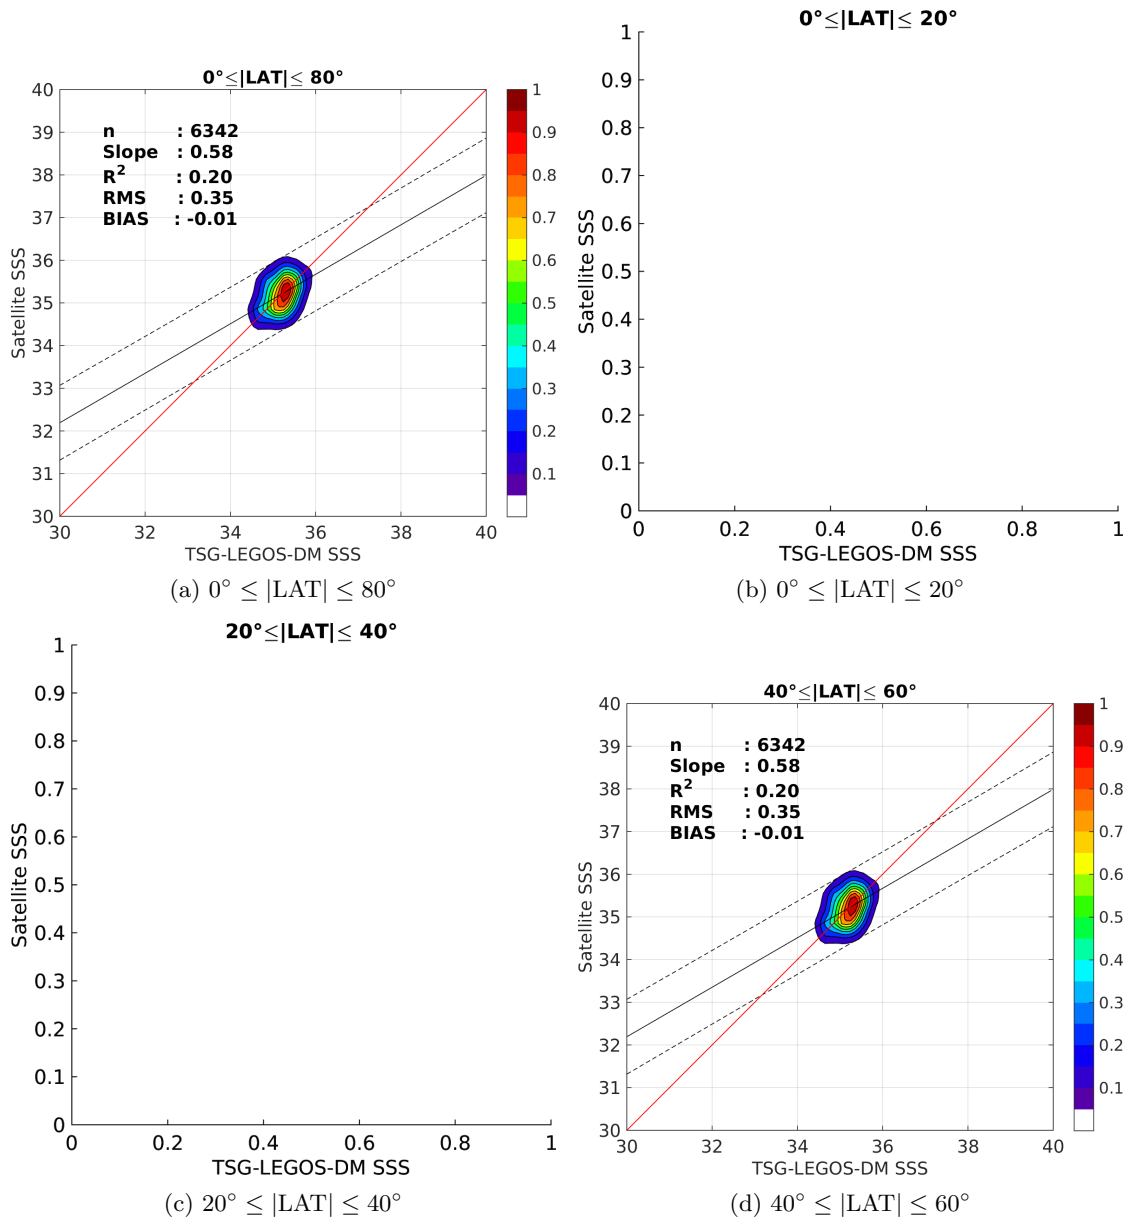 0°≤|LAT|≤ 80°
n : 6342
Slope : 0.58
R2 : 0.20
RMS : 0.35
BIAS : -0.01
40
39
38
37
36
35
34
33
32
31
30
30 32 34 36 38 40
Satellite SSS
TSG-LEGOS-DM SSS
1
0.9
0.8
0.7
0.6
0.5
0.4
0.3
0.2
0.1
(a) 0° ≤ |LAT| ≤ 80°
0°≤|LAT|≤ 20°
1
0.9
0.8
0.7
0.6
0.5
0.4
0.3
0.2
0.1
0
0 0.2 0.4 0.6 0.8 1
Satellite SSS
TSG-LEGOS-DM SSS
(b) 0° ≤ |LAT| ≤ 20°
20°≤|LAT|≤ 40°
1
0.9
0.8
0.7
0.6
0.5
0.4
0.3
0.2
0.1
0
0 0.2 0.4 0.6 0.8 1
Satellite SSS
TSG-LEGOS-DM SSS
(c) 20° ≤ |LAT| ≤ 40°
40°≤|LAT|≤ 60°
n : 6342
Slope : 0.58
R2 : 0.20
RMS : 0.35
BIAS : -0.01
40
39
38
37
36
35
34
33
32
31
30
30 32 34 36 38 40
Satellite SSS
TSG-LEGOS-DM SSS
1
0.9
0.8
0.7
0.6
0.5
0.4
0.3
0.2
0.1
(d) 40° ≤ |LAT| ≤ 60°